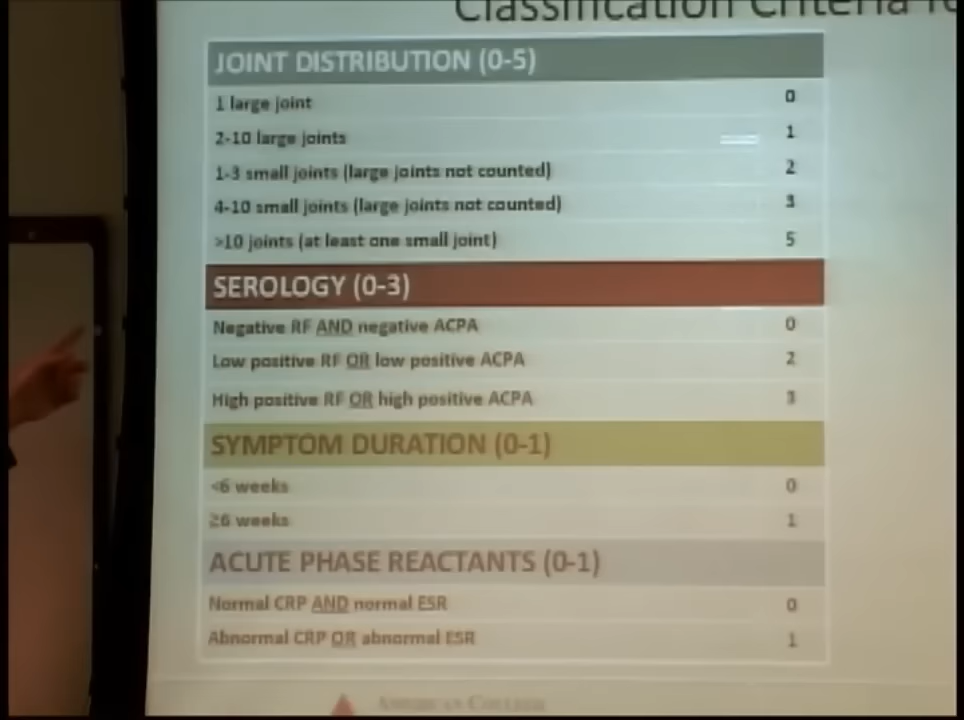 Classification Criteria
JOINT DISTRIBUTION (0-5)
1 large joint 0
2-10 large joints 1
1-3 small joints (large joints not counted) 2
4-10 small joints (large joints not counted) 3
>10 joints (at least one small joint) 5
SEROLOGY (0-3)
Negative RF AND negative ACPA 0
Low positive RF OR low positive ACPA 2
High positive RF OR high positive ACPA 3
SYMPTOM DURATION (0-1)
<6 weeks 0
≥6 weeks 1
ACUTE PHASE REACTANTS (0-1)
Normal CRP AND normal ESR 0
Abnormal CRP OR abnormal ESR 1
AMERICAN COLLEGE